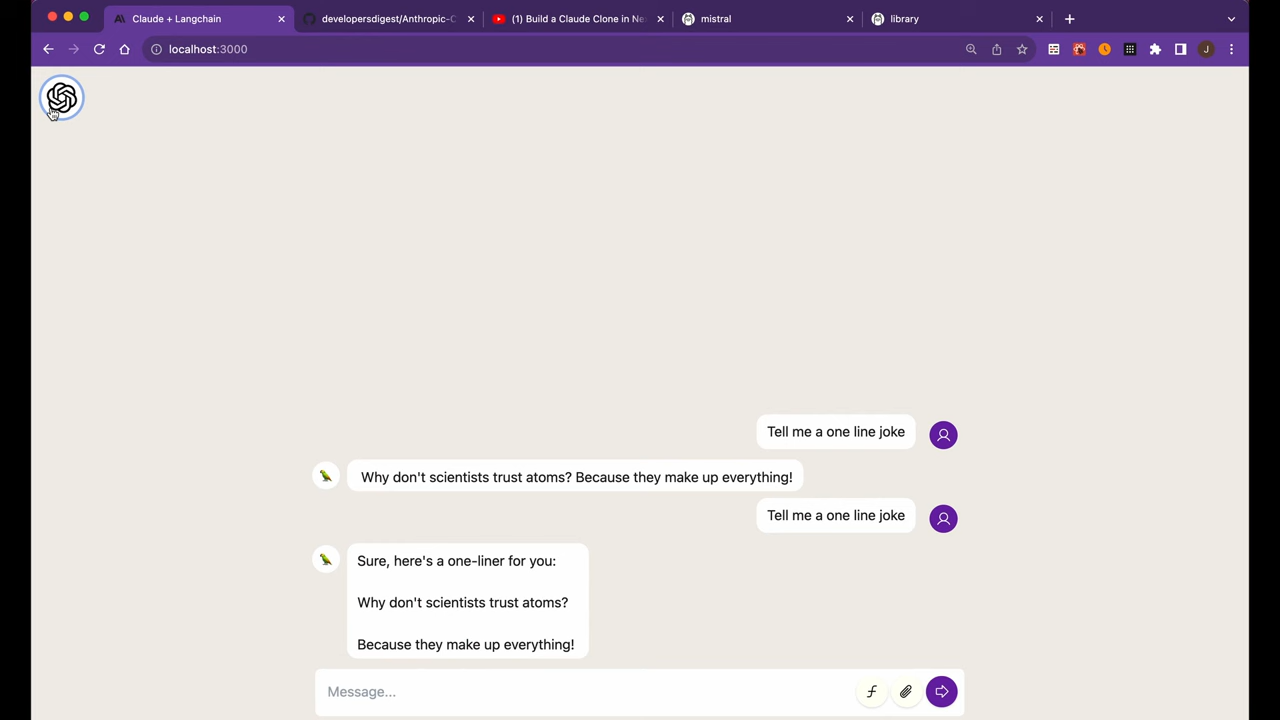 Claude + Langchain
developersdigest/Anthropic-C
(1) Build a Claude Clone in Ne
mistral
library
localhost:3000
J
Tell me a one line joke
Why don't scientists trust atoms? Because they make up everything!
Tell me a one line joke
Sure, here's a one-liner for you:
Why don't scientists trust atoms?
Because they make up everything!
Message...
f